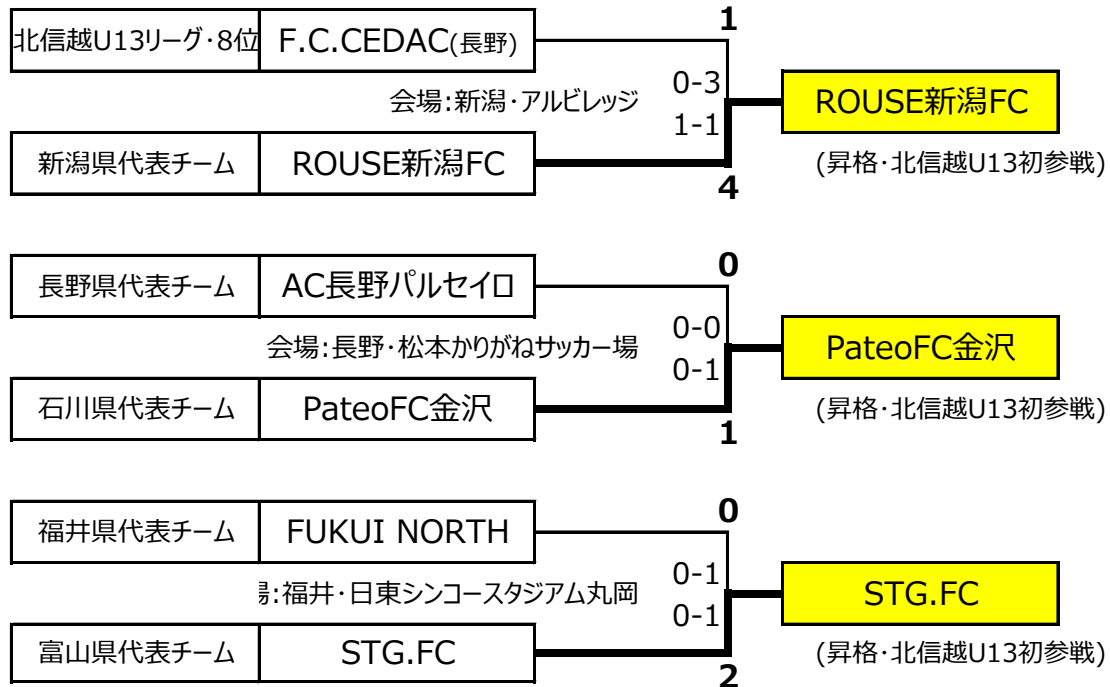 1
北信越U13リーグ・8位 F.C.CEDAC(長野)
0-3
会場:新潟・アルビレッジ
ROUSE新潟FC
1-1
新潟県代表チーム ROUSE新潟FC
(昇格・北信越U13初参戦)
4
0
長野県代表チーム AC長野パルセイロ
0-0
会場:長野・松本かりがねサッカー場
PateoFC金沢
0-1
石川県代表チーム PateoFC金沢
(昇格・北信越U13初参戦)
1
0
福井県代表チーム FUKUI NORTH
0-1
場:福井・日東シンコースタジアム丸岡
STG.FC
0-1
富山県代表チーム STG.FC
(昇格・北信越U13初参戦)
2